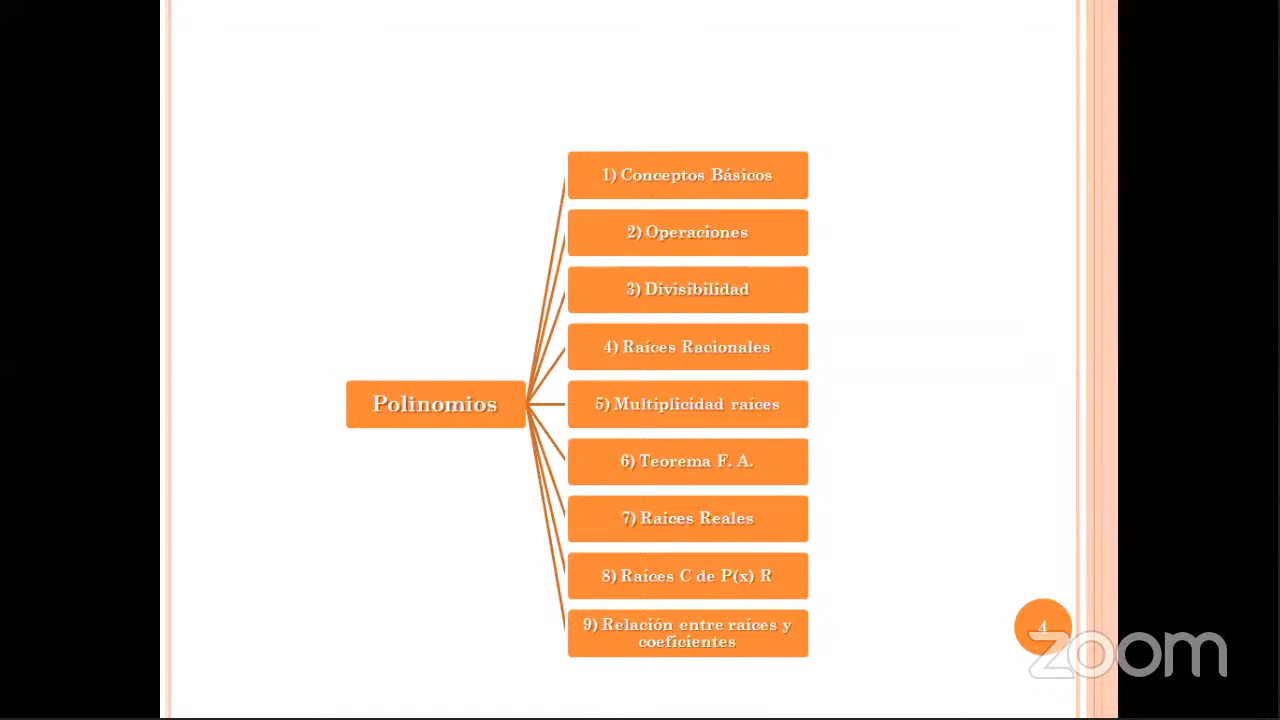 1) Conceptos Básicos
2) Operaciones
3) Divisibilidad
4) Raíces Racionales
Polinomios
5) Multiplicidad raíces
6) Teorema F. A.
7) Raíces Reales
8) Raíces C de P(x) R
9) Relación entre raíces y
coeficientes
4
zoom